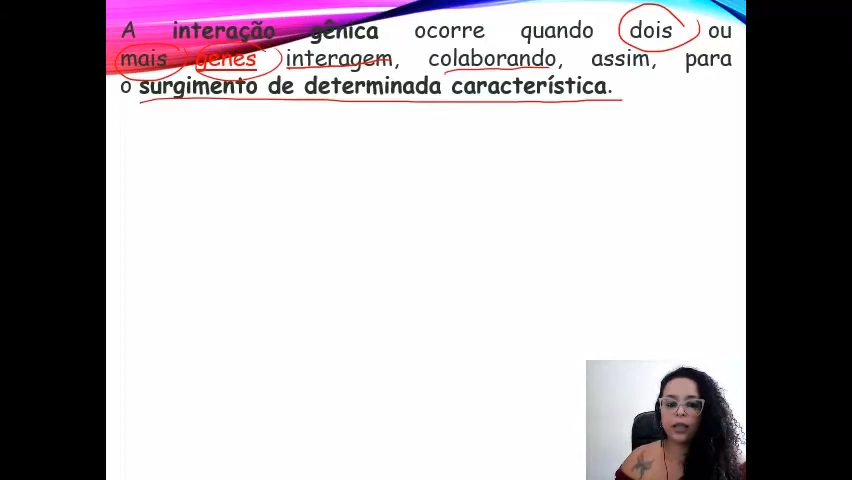 A interação gênica ocorre quando dois ou
mais genes interagem, colaborando, assim, para
o surgimento de determinada característica.